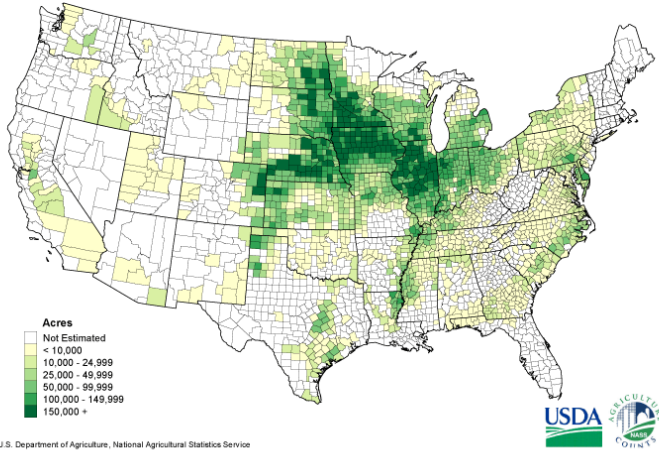 Acres
Not Estimated
< 10,000
10,000 - 24,999
25,000 - 49,999
50,000 - 99,999
100,000 - 149,999
150,000 +
USDA
AGRICULTURE
NASS
COUNTS
J.S. Department of Agriculture, National Agricultural Statistics Service